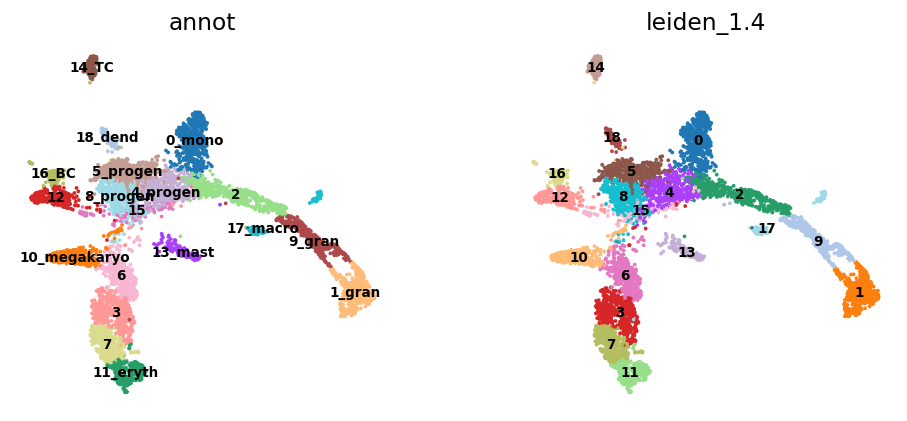 annot
leiden_1.4
14_TC
18_dend
0_mono
16_BC
5_progen
12
8_progen
4_progen
2
15
17_macro
9_gran
10_megakaryo
13_mast
6
1_gran
3
7
11_eryth
14
18
0
16
5
12
8
4
2
15
17
9
10
13
6
1
3
7
11